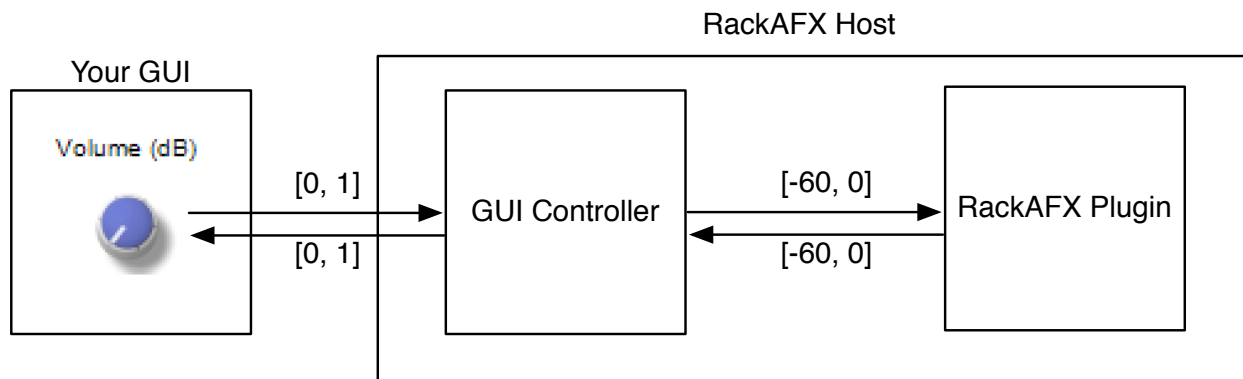 RackAFX Host
Your GUI
Volume (dB)
[0, 1]
[0, 1]
GUI Controller
[-60, 0]
[-60, 0]
RackAFX Plugin